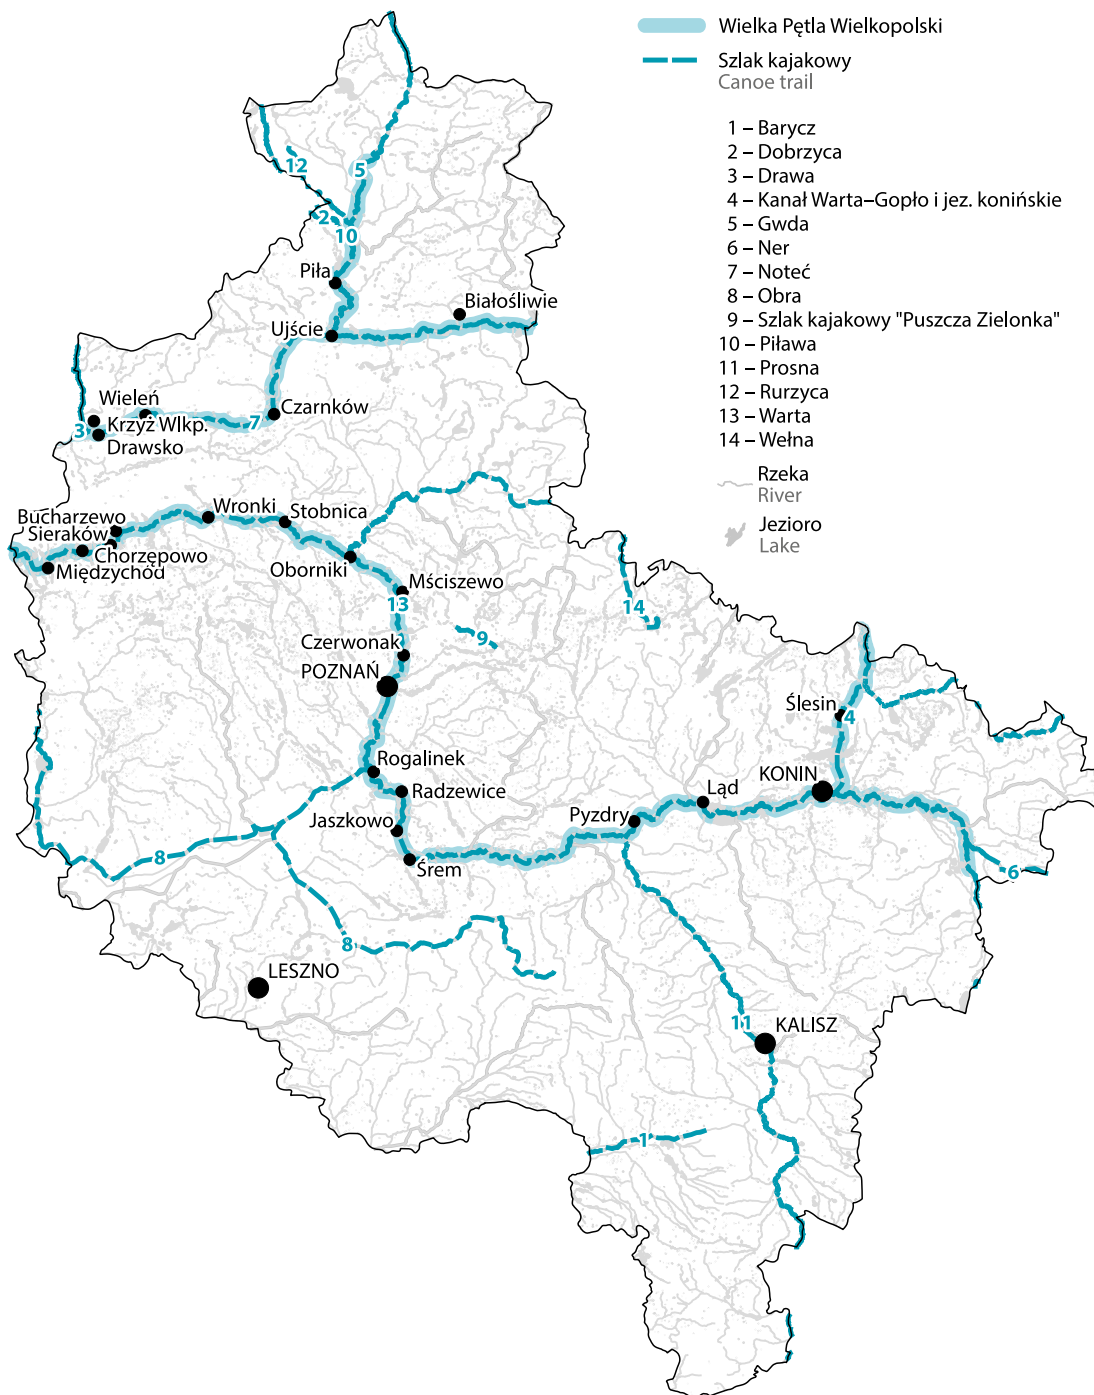 Wielka Pętla Wielkopolski
Szlak kajakowy
Canoe trail
1 – Barycz
2 – Dobrzyca
3 – Drawa
4 – Kanał Warta–Gopło i jez. konińskie
5 – Gwda
6 – Ner
7 – Noteć
8 – Obra
9 – Szlak kajakowy "Puszcza Zielonka"
10 – Piława
11 – Prosna
12 – Rurzyca
13 – Warta
14 – Wełna
Rzeka
River
Jezioro
Lake
12
5
2
10
Piła
Białośliwie
Ujście
Wieleń
Krzyż Wlkp.
7
Czarnków
3
Drawsko
Bucharzewo
Wronki
Stobnica
Sieraków
Chorzępowo
Międzychód
Oborniki
Mściszewo
13
14
9
Czerwonak
POZNAŃ
Ślesin
4
Rogalinek
KONIN
Radzewice
Ląd
Jaszkowo
Pyzdry
8
Śrem
6
8
LESZNO
11
KALISZ
1